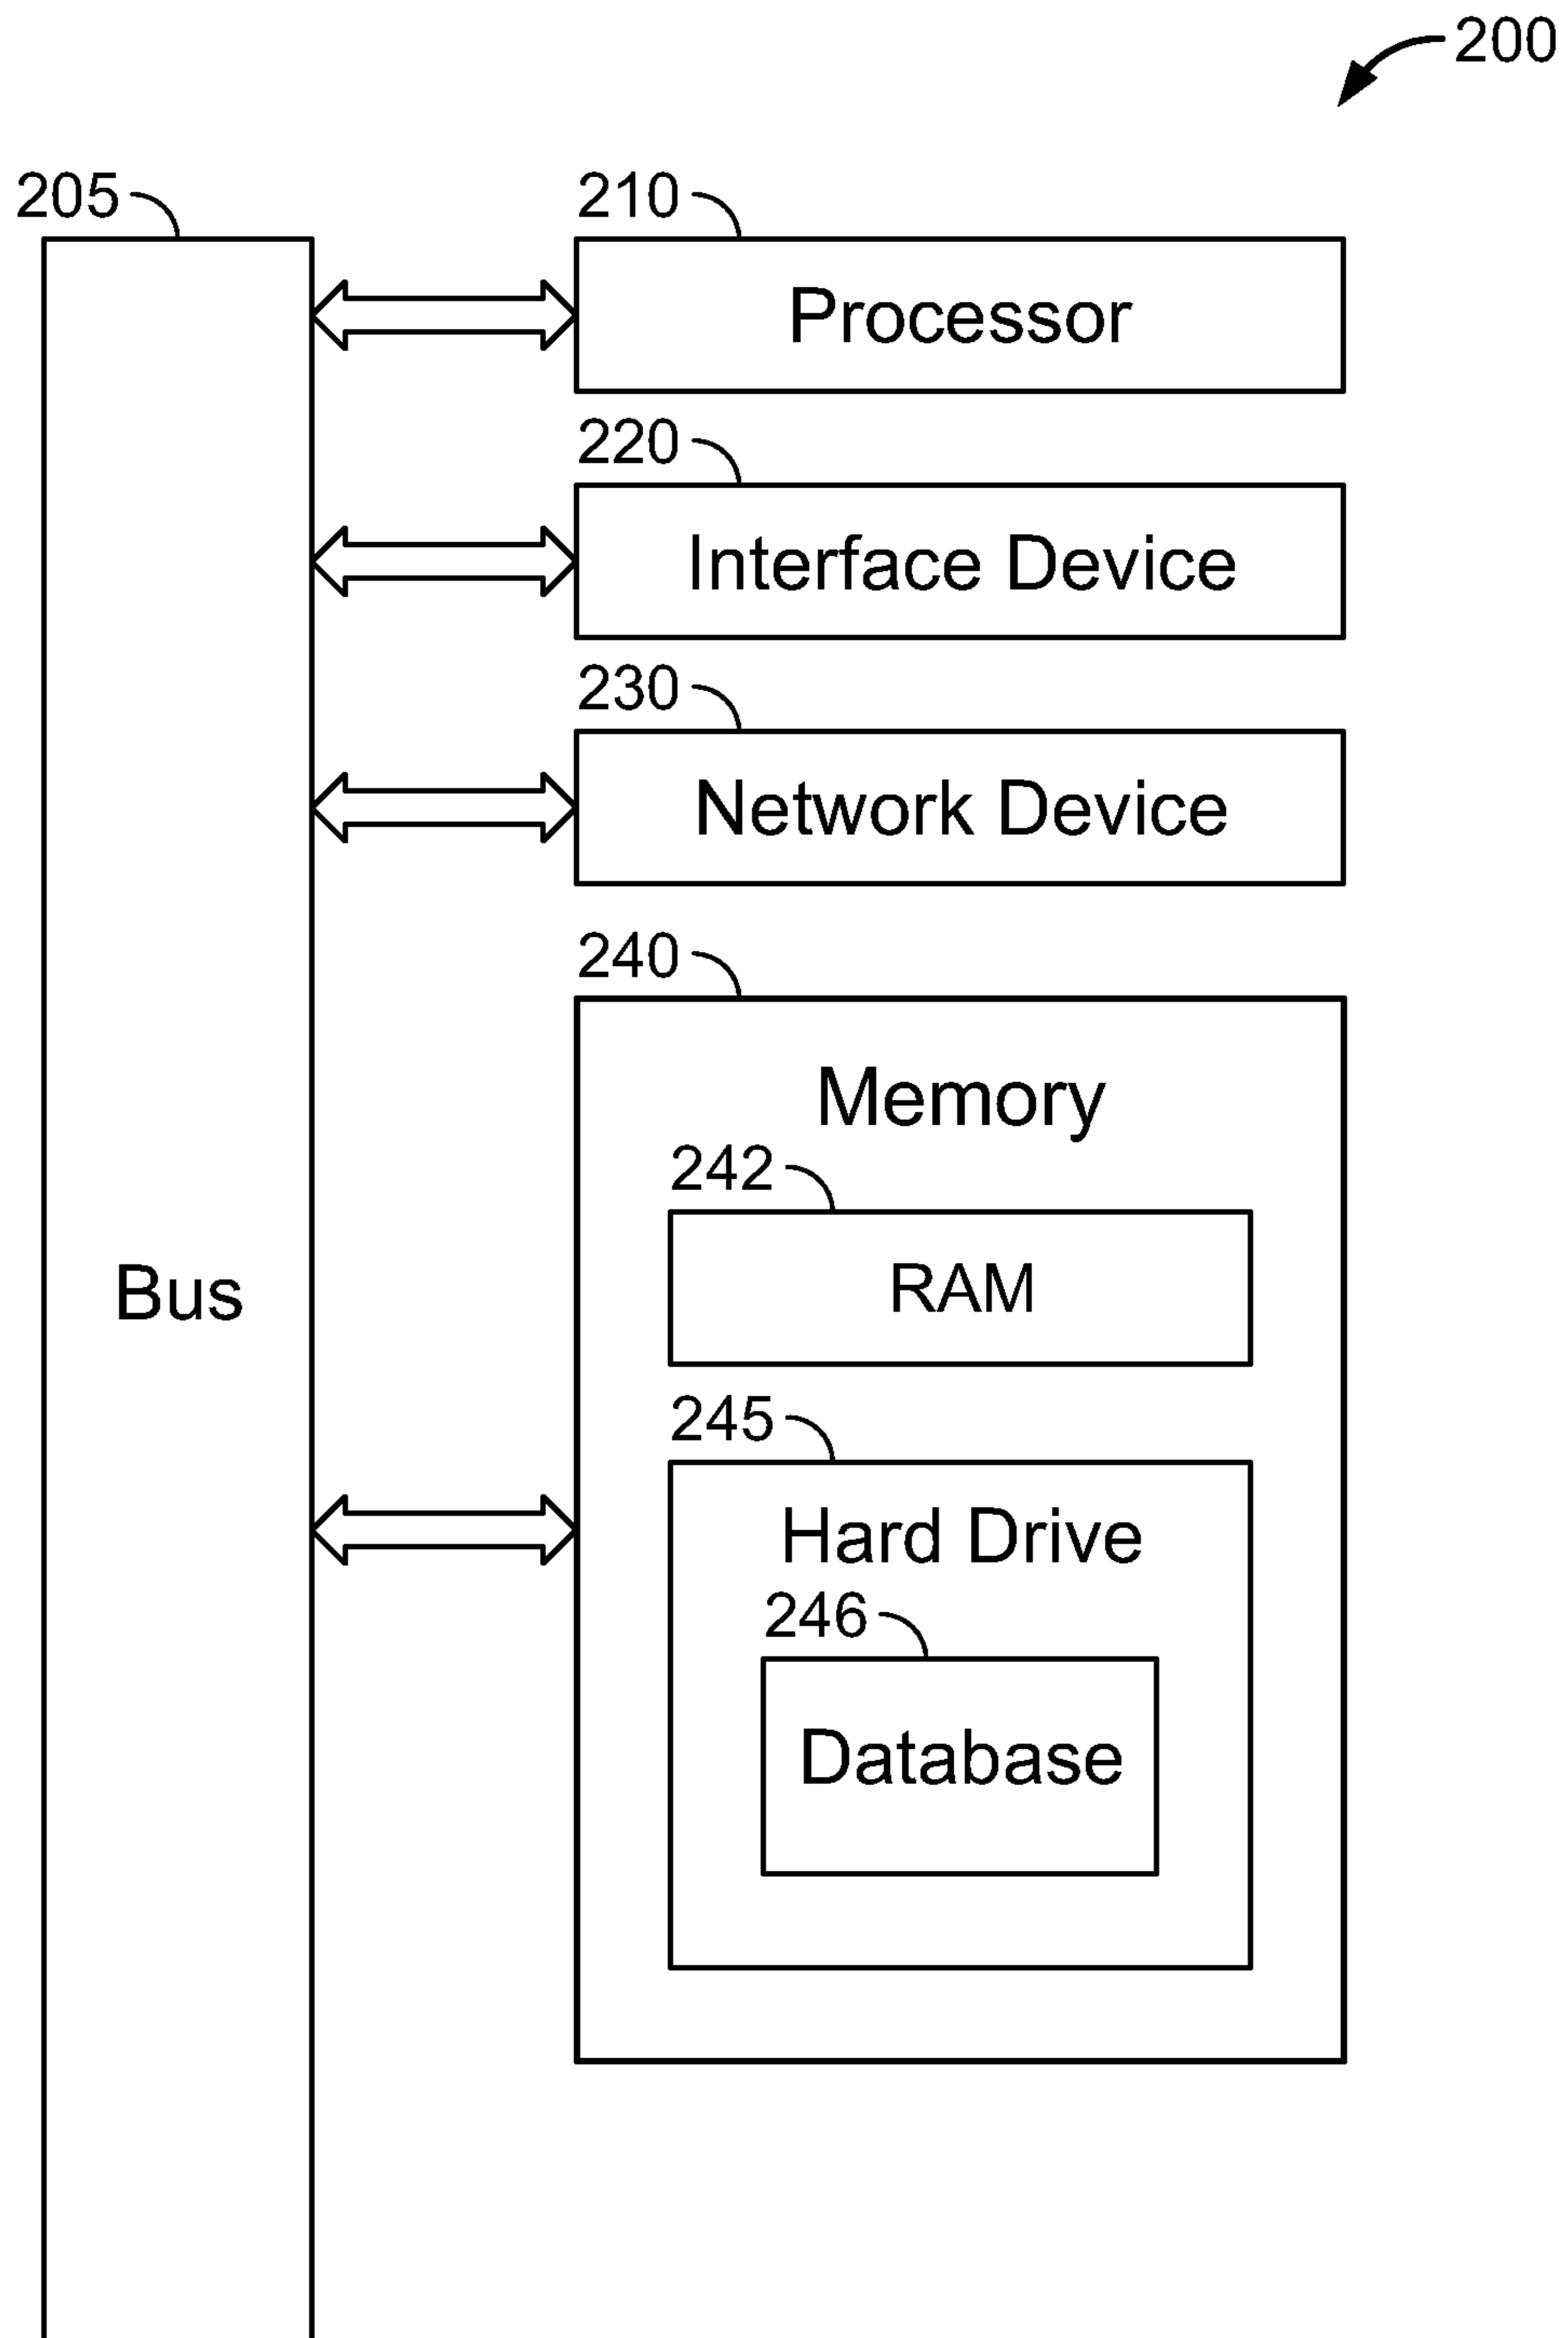 200
205
210
Processor
220
Interface Device
230
Network Device
240
Memory
242
RAM
Bus
245
Hard Drive
246
Database